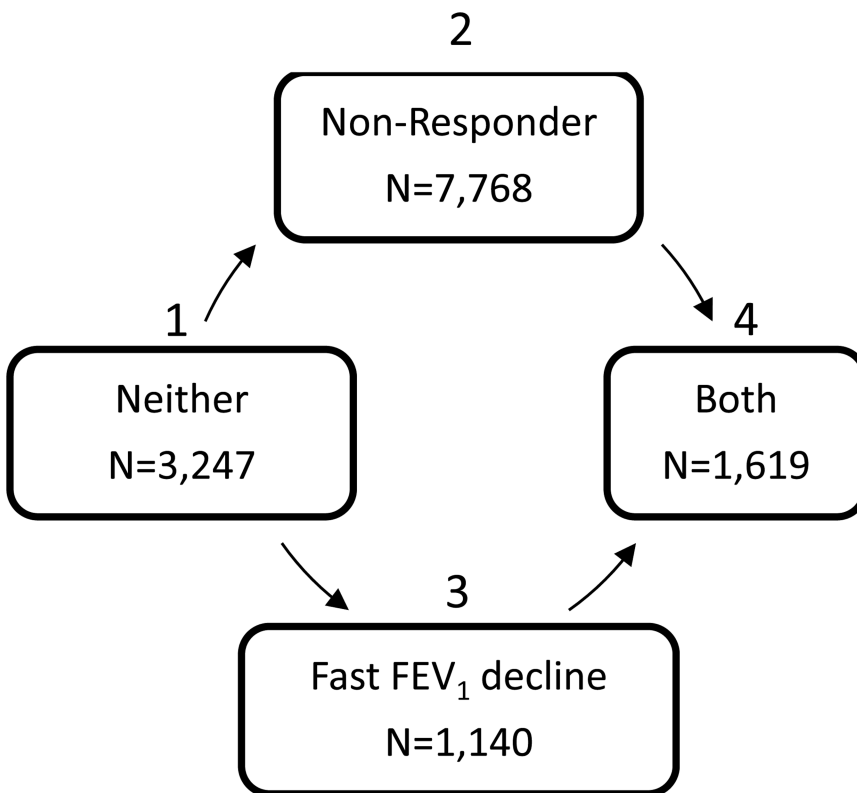 2
Non-Responder
N=7,768
1
Neither
N=3,247
4
Both
N=1,619
3
Fast FEV₁ decline
N=1,140